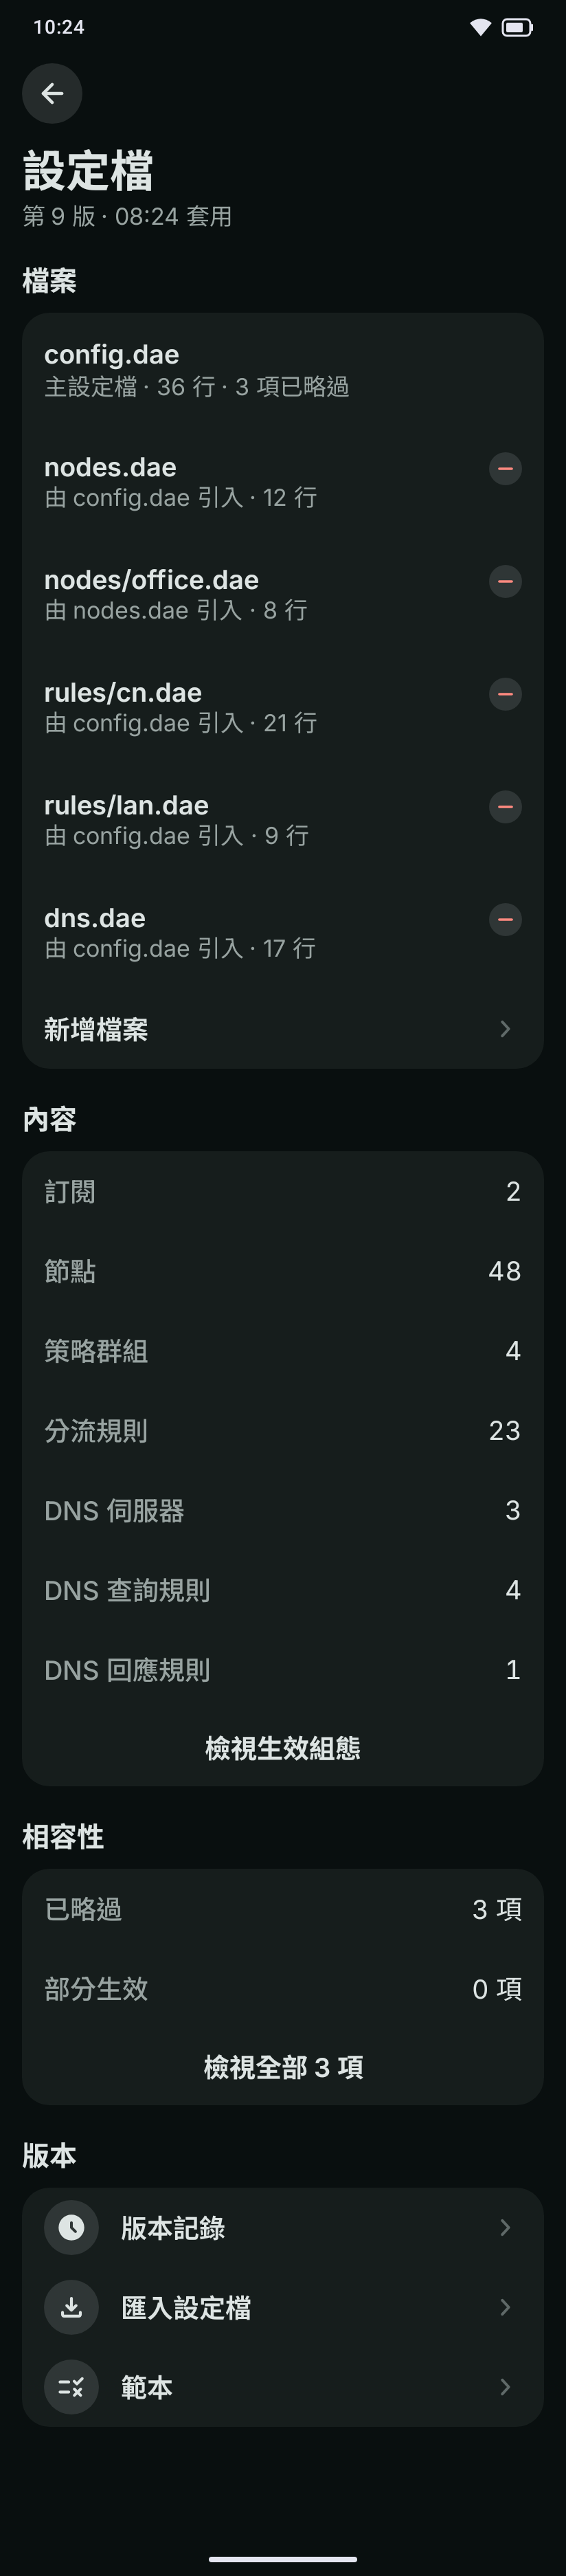 10:24
設定檔
第 9 版 · 08:24 套用
檔案
config.dae
主設定檔 · 36 行 · 3 項已略過
nodes.dae
由 config.dae 引入 · 12 行
nodes/office.dae
由 nodes.dae 引入 · 8 行
rules/cn.dae
由 config.dae 引入 · 21 行
rules/lan.dae
由 config.dae 引入 · 9 行
dns.dae
由 config.dae 引入 · 17 行
新增檔案
內容
訂閱 2
節點 48
策略群組 4
分流規則 23
DNS 伺服器 3
DNS 查詢規則 4
DNS 回應規則 1
檢視生效組態
相容性
已略過 3 項
部分生效 0 項
檢視全部 3 項
版本
版本記錄
匯入設定檔
範本